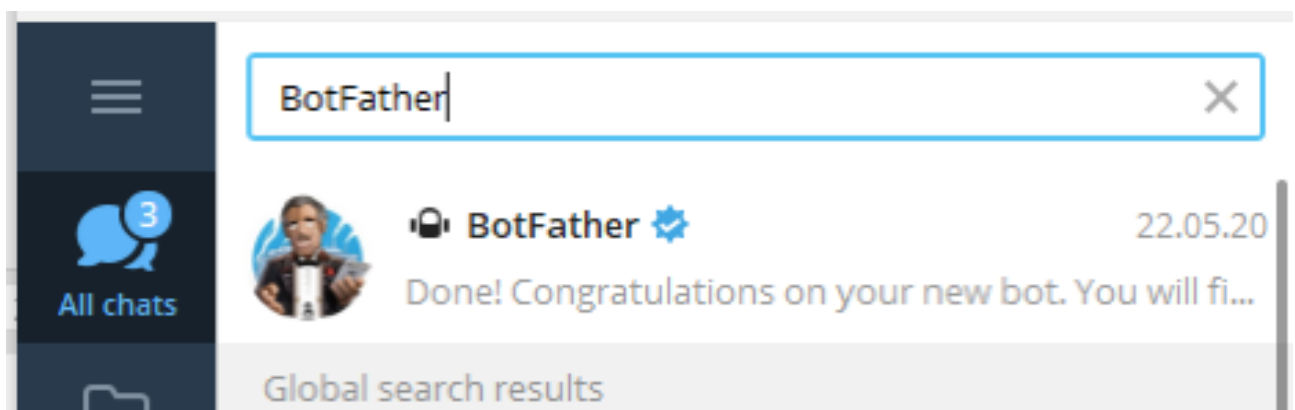 BotFather
3
BotFather
22.05.20
Done! Congratulations on your new bot. You will fi...
All chats
Global search results